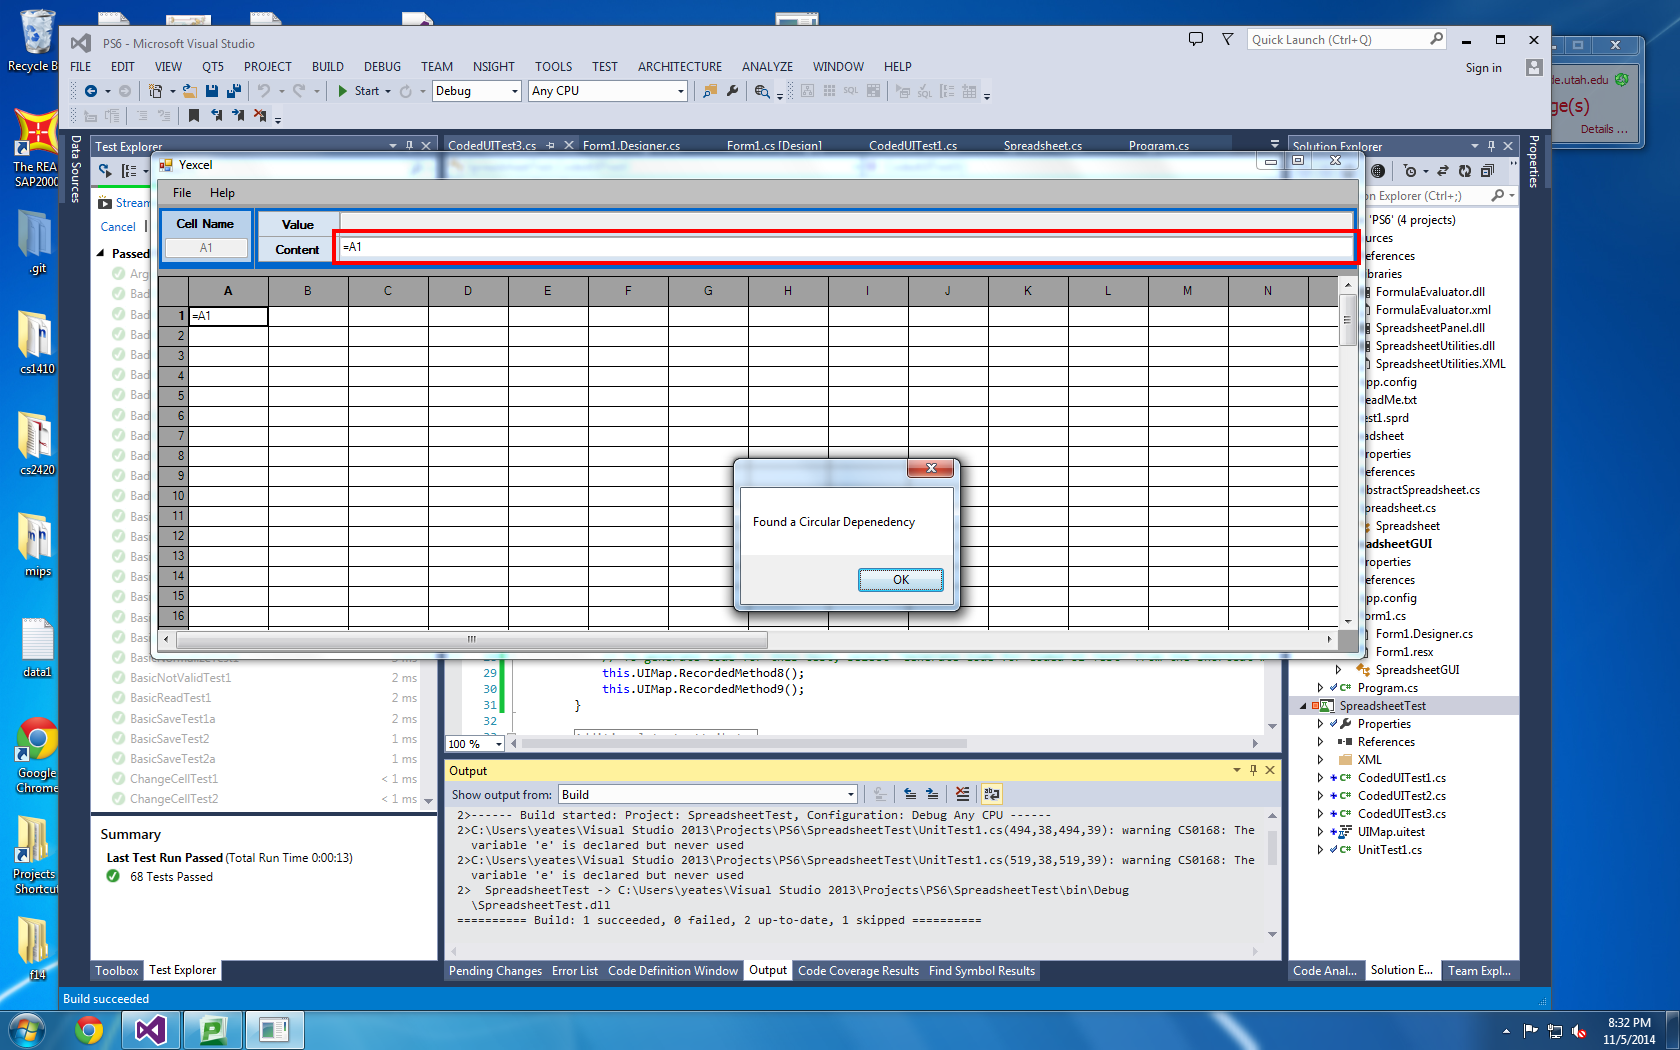 Recycle B
The REA
SAP2000
.git
cs1410
cs2420
mips
data1
Google
Chrome
Projects
Shortcut
f14
PS6 - Microsoft Visual Studio
Quick Launch (Ctrl+Q)
FILE EDIT VIEW QT5 PROJECT BUILD DEBUG TEAM NSIGHT TOOLS TEST ARCHITECTURE ANALYZE WINDOW HELP
Sign in
Start Debug Any CPU
de.utah.edu
ge(s)
Details ...
Data Sources
Test Explorer
CodedUITest3.cs Form1.Designer.cs Form1.cs [Design] CodedUITest1.cs Spreadsheet.cs Program.cs
Solution Explorer
Properties
Stream
Cancel
Passed
Arg
Bad
Bad
Bad
Bad
Bad
Bad
Bad
Bad
Bad
Bad
Bad
Basi
Basi
Basi
Basi
Basi
Basi
Basi
BasicNotValidTest1 2 ms
BasicReadTest1 2 ms
BasicSaveTest1a 2 ms
BasicSaveTest2 1 ms
BasicSaveTest2a 1 ms
ChangeCellTest1 < 1 ms
ChangeCellTest2 < 1 ms
Summary
Last Test Run Passed (Total Run Time 0:00:13)
68 Tests Passed
Toolbox Test Explorer
Yexcel
File Help
Cell Name
A1
Value
Content =A1
A B C D E F G H I J K L M N
1 =A1
2
3
4
5
6
7
8
9
10
11
12
13
14
15
16
Found a Circular Depenedency
OK
29 this.UIMap.RecordedMethod8();
30 this.UIMap.RecordedMethod9();
31 }
32
100 %
Output
Show output from: Build
2>------ Build started: Project: SpreadsheetTest, Configuration: Debug Any CPU ------
2>C:\Users\yeates\Visual Studio 2013\Projects\PS6\SpreadsheetTest\UnitTest1.cs(494,38,494,39): warning CS0168: The
variable 'e' is declared but never used
2>C:\Users\yeates\Visual Studio 2013\Projects\PS6\SpreadsheetTest\UnitTest1.cs(519,38,519,39): warning CS0168: The
variable 'e' is declared but never used
2> SpreadsheetTest -> C:\Users\yeates\Visual Studio 2013\Projects\PS6\SpreadsheetTest\bin\Debug
\SpreadsheetTest.dll
========== Build: 1 succeeded, 0 failed, 2 up-to-date, 1 skipped ==========
Pending Changes Error List Code Definition Window Output Code Coverage Results Find Symbol Results
on Explorer (Ctrl+;)
'PS6' (4 projects)
urces
eferences
ibraries
FormulaEvaluator.dll
FormulaEvaluator.xml
SpreadsheetPanel.dll
SpreadsheetUtilities.dll
SpreadsheetUtilities.XML
pp.config
eadMe.txt
est1.sprd
adsheet
roperties
eferences
bstractSpreadsheet.cs
preadsheet.cs
Spreadsheet
adsheetGUI
roperties
eferences
pp.config
orm1.cs
Form1.Designer.cs
Form1.resx
SpreadsheetGUI
Program.cs
SpreadsheetTest
Properties
References
XML
CodedUITest1.cs
CodedUITest2.cs
CodedUITest3.cs
UIMap.uitest
UnitTest1.cs
Code Anal... Solution E... Team Expl...
Build succeeded
8:32 PM
11/5/2014